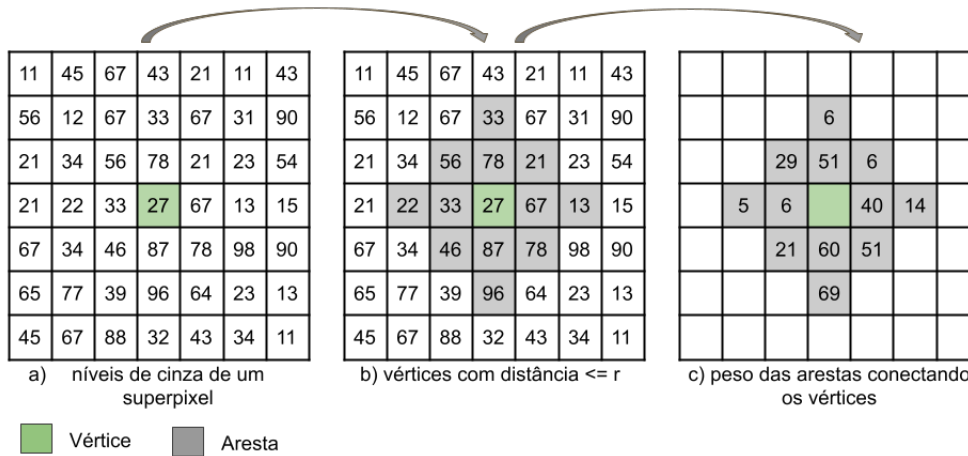 11 45 67 43 21 11 43 11 45 67 43 21 11 43
56 12 67 33 67 31 90 56 12 67 33 67 31 90 6
21 34 56 78 21 23 54 21 34 56 78 21 23 54 29 51 6
21 22 33 27 67 13 15 21 22 33 27 67 13 15 5 6 40 14
67 34 46 87 78 98 90 67 34 46 87 78 98 90 21 60 51
65 77 39 96 64 23 13 65 77 39 96 64 23 13 69
45 67 88 32 43 34 11 45 67 88 32 43 34 11
a) níveis de cinza de um
superpixel
b) vértices com distância <= r
c) peso das arestas conectando
os vértices
Vértice
Aresta